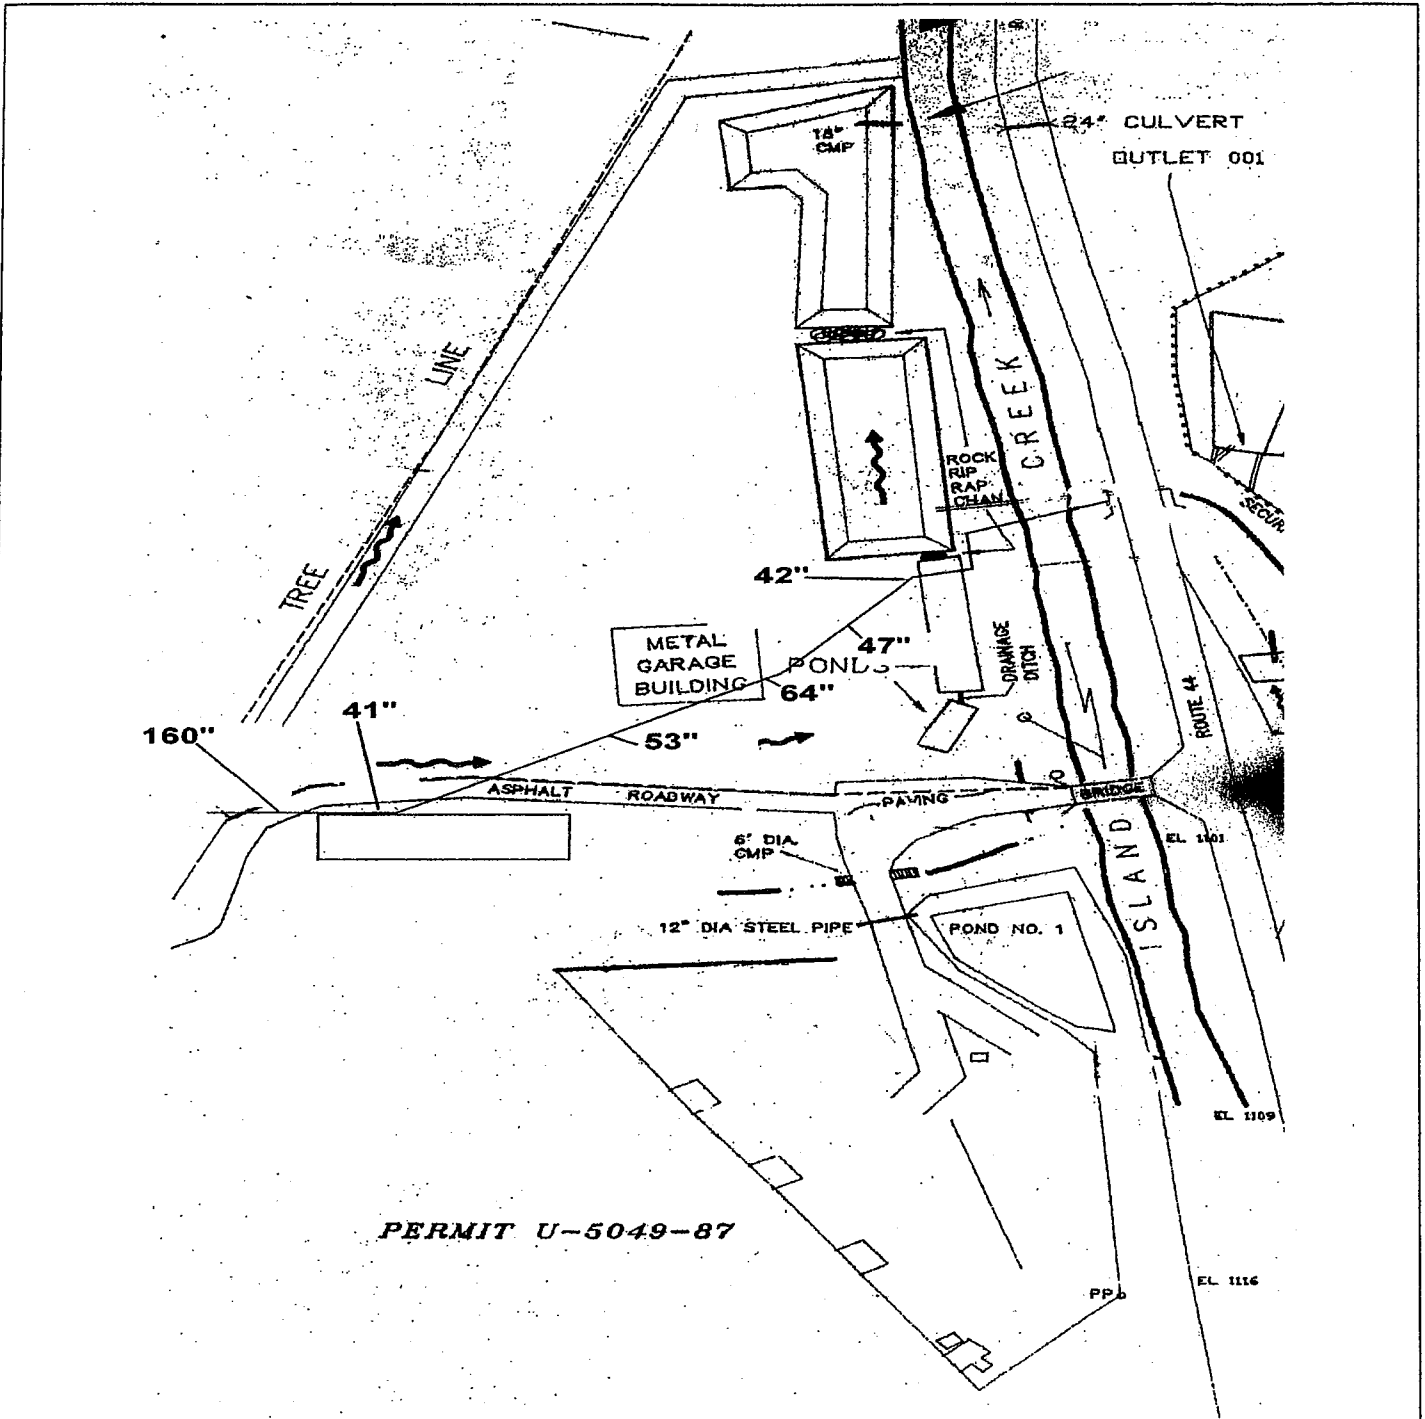 24" CULVERT
OUTLET 001
18"
CMP
LINE
CREEK
ROCK
RIP
RAP
CHAN
TREE
42"
METAL
GARAGE
BUILDING
PONDS
47"
64"
DRAINAGE
DITCH
ROUTE 44
41"
160"
53"
ASPHALT ROADWAY
PAVING
BRIDGE
ISLAND
EL 1101
6" DIA.
CMP
12" DIA STEEL PIPE
POND NO. 1
EL 1109
PERMIT U-5049-87
EL 1116
PP